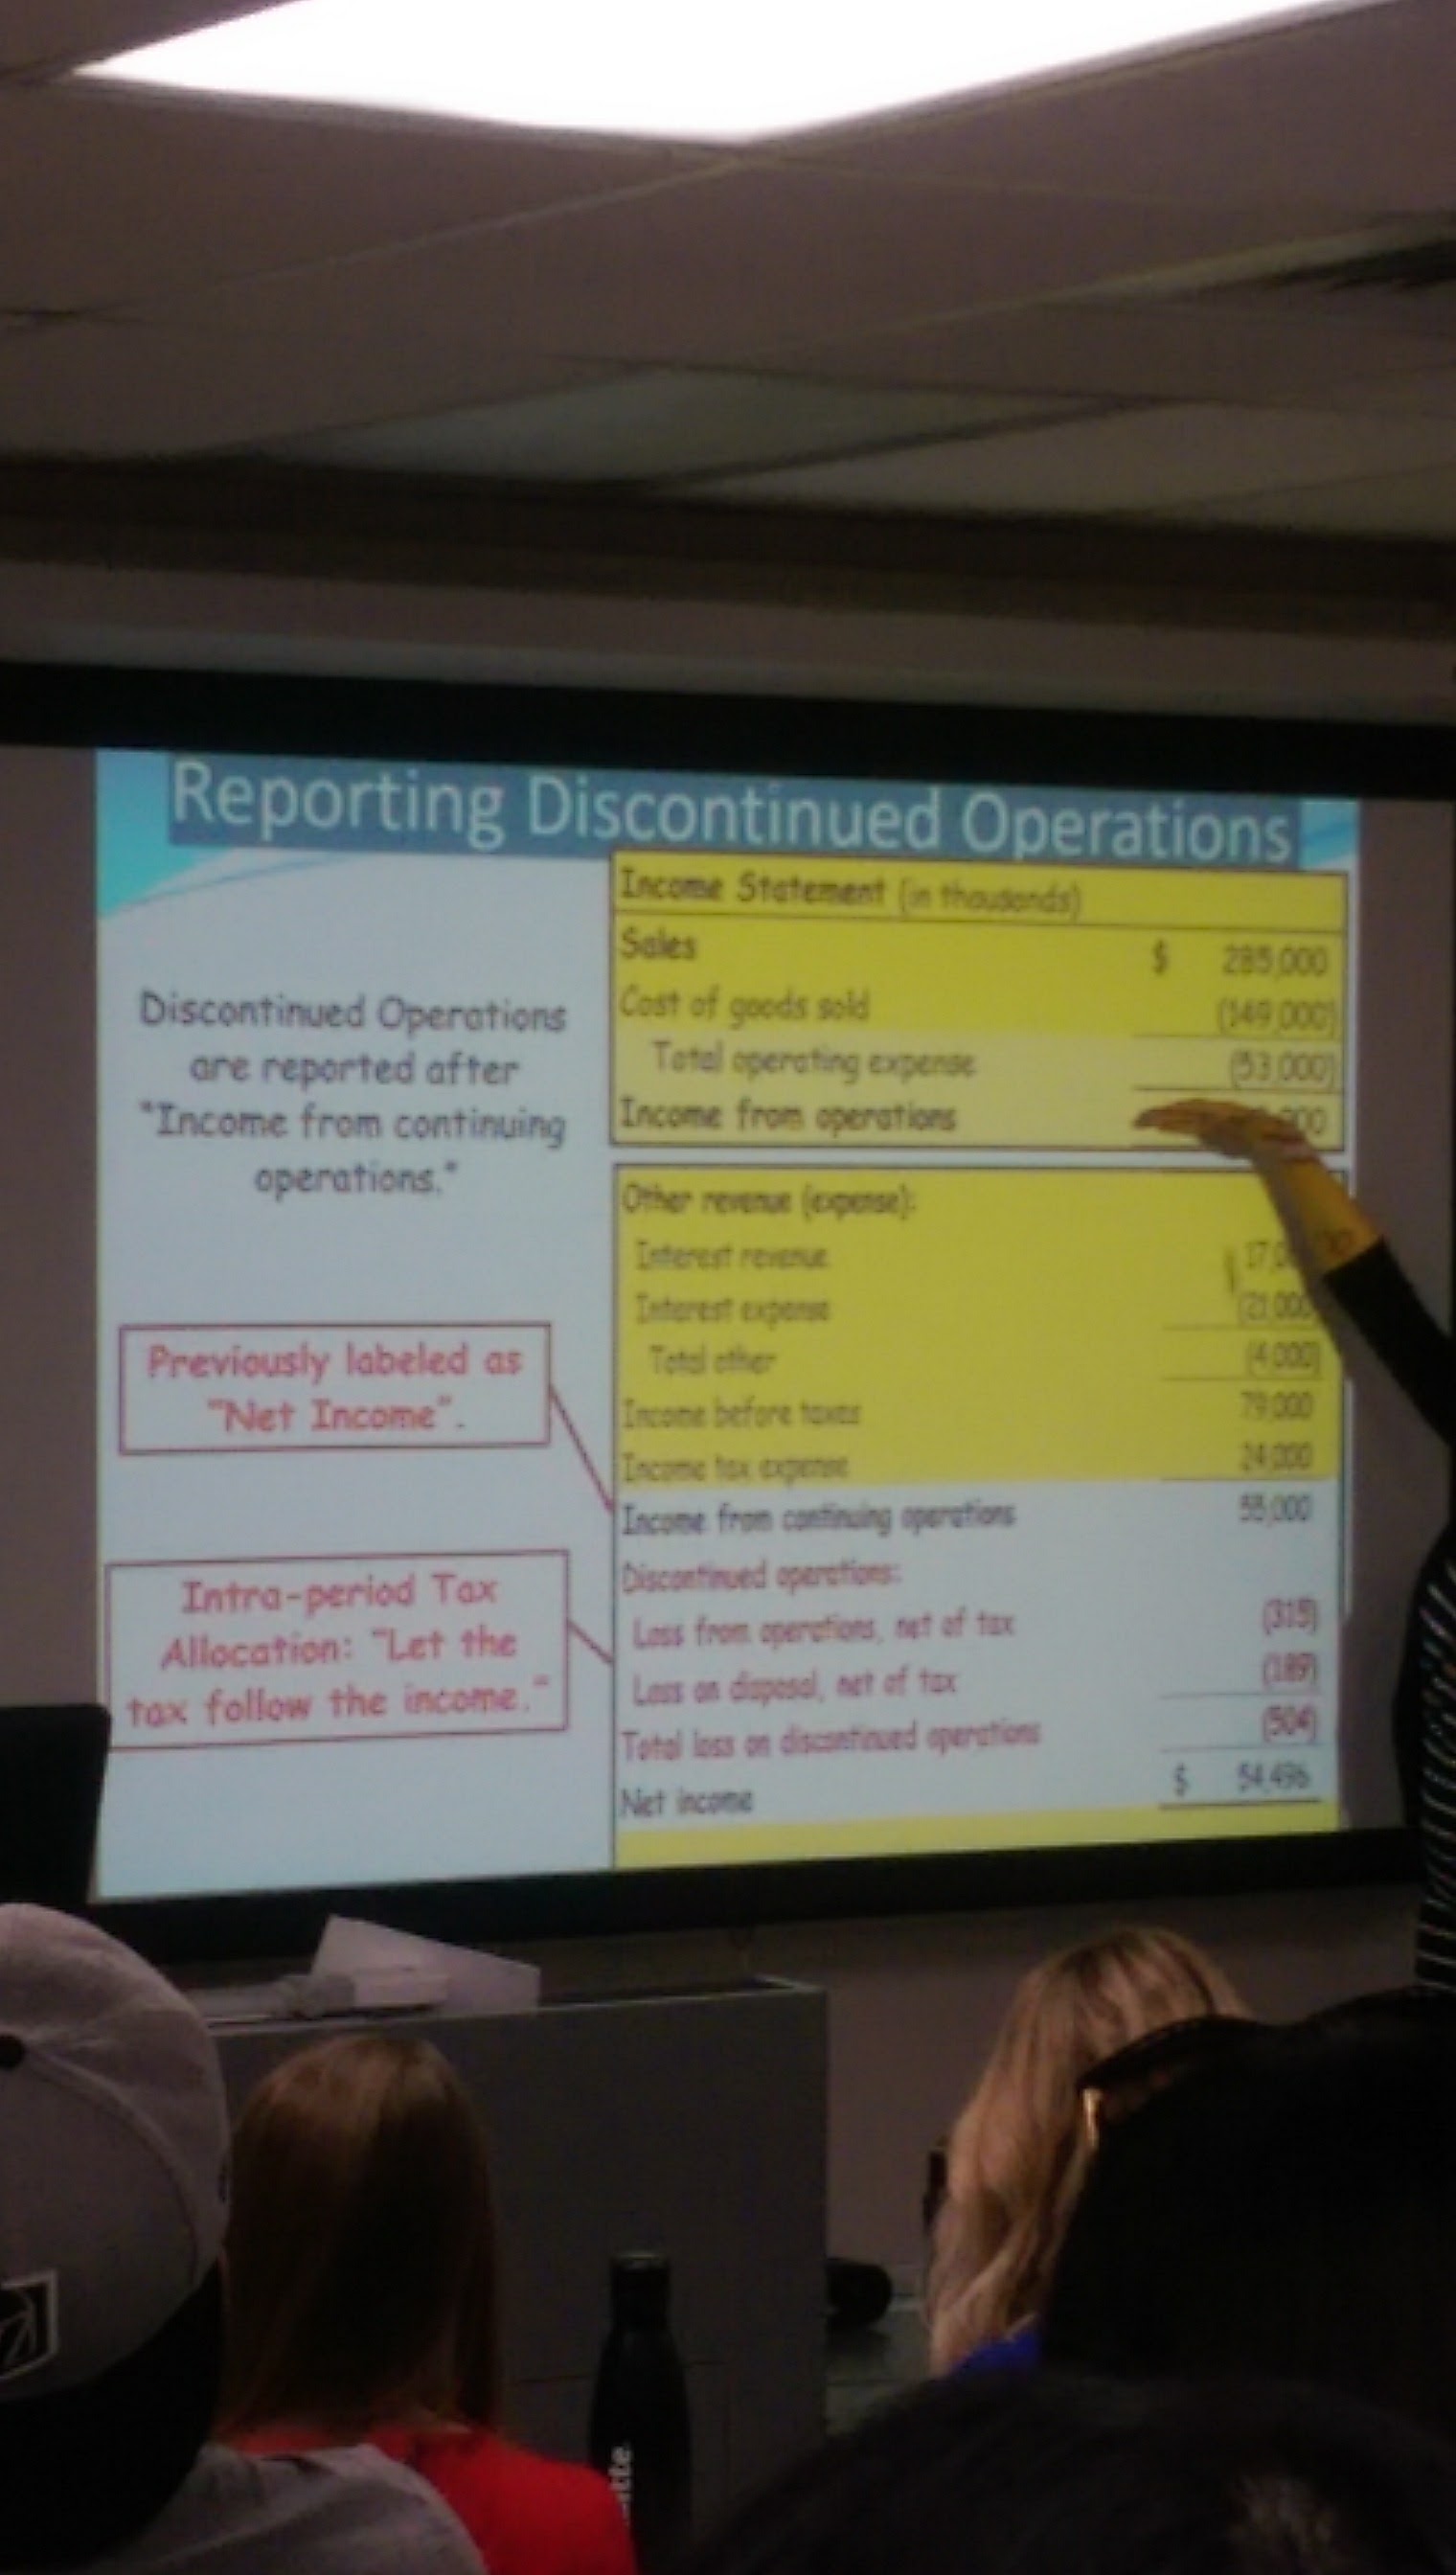 Reporting Discontinued Operations
Discontinued Operations
are reported after
"Income from continuing
operations."
Previously labeled as
"Net Income".
Intra-period Tax
Allocation: "Let the
tax follow the income."
Income Statement (in thousands)
Sales $ 285,000
Cost of goods sold (149,000)
Total operating expense (53,000)
Income from operations
Other revenue (expense):
Interest revenue
Interest expense (21,000
Total other (4,000)
Income before taxes 79,000
Income tax expense 24,000
Income from continuing operations 55,000
Discontinued operations:
Loss from operations, net of tax (315)
Loss on disposal, net of tax (189)
Total loss on discontinued operations (504)
Net income $ 54,496